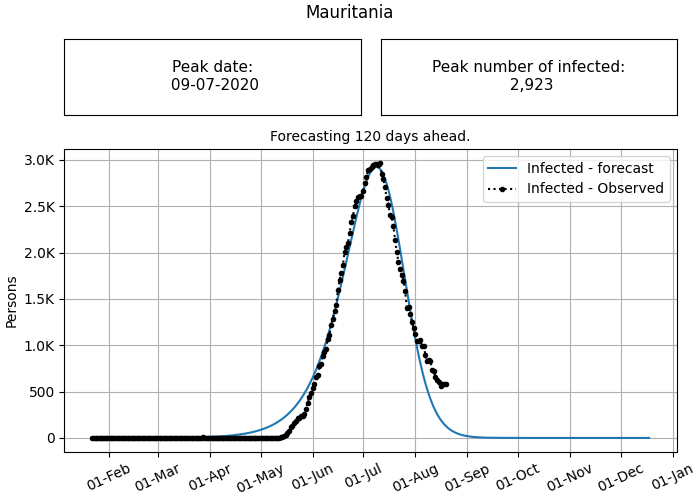 Mauritania
Peak date:
09-07-2020
Peak number of infected:
2,923
Forecasting 120 days ahead.
Infected - forecast
Infected - Observed
3.0K
2.5K
2.0K
1.5K
1.0K
500
0
Persons
01-Feb
01-Mar
01-Apr
01-May
01-Jun
01-Jul
01-Aug
01-Sep
01-Oct
01-Nov
01-Dec
01-Jan